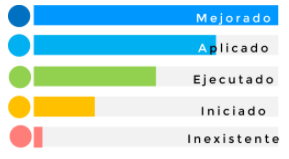 Mejorado
Aplicado
Ejecutado
Iniciado
Inexistente